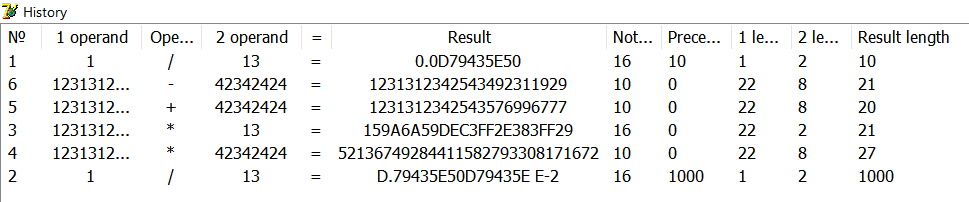 History
№ 1 operand Ope... 2 operand = Result Not... Prece... 1 le... 2 le... Result length
1 1 / 13 = 0.0D79435E50 16 10 1 2 10
6 1231312... - 42342424 = 1231312342543492311929 10 0 22 8 21
5 1231312... + 42342424 = 1231312342543576996777 10 0 22 8 20
3 1231312... * 13 = 159A6A59DEC3FF2E383FF29 16 0 22 2 21
4 1231312... * 42342424 = 52136749284411582793308171672 10 0 22 8 27
2 1 / 13 = D.79435E50D79435E E-2 16 1000 1 2 1000